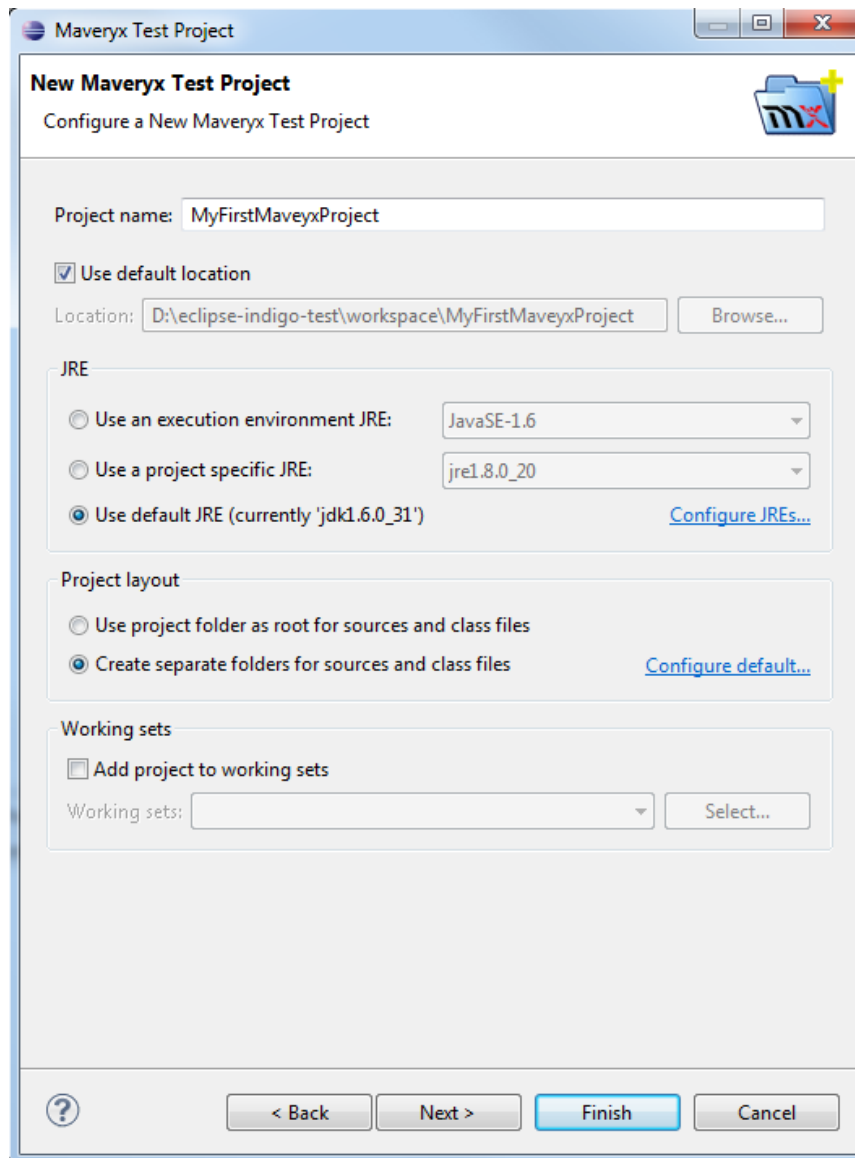 Maveryx Test Project
New Maveryx Test Project
Configure a New Maveryx Test Project
mx
Project name: MyFirstMaveyxProject
Use default location
Location: D:\eclipse-indigo-test\workspace\MyFirstMaveyxProject Browse...
JRE
Use an execution environment JRE: JavaSE-1.6
Use a project specific JRE: jre1.8.0_20
Use default JRE (currently 'jdk1.6.0_31') Configure JREs...
Project layout
Use project folder as root for sources and class files
Create separate folders for sources and class files Configure default...
Working sets
Add project to working sets
Working sets: Select...
? < Back Next > Finish Cancel